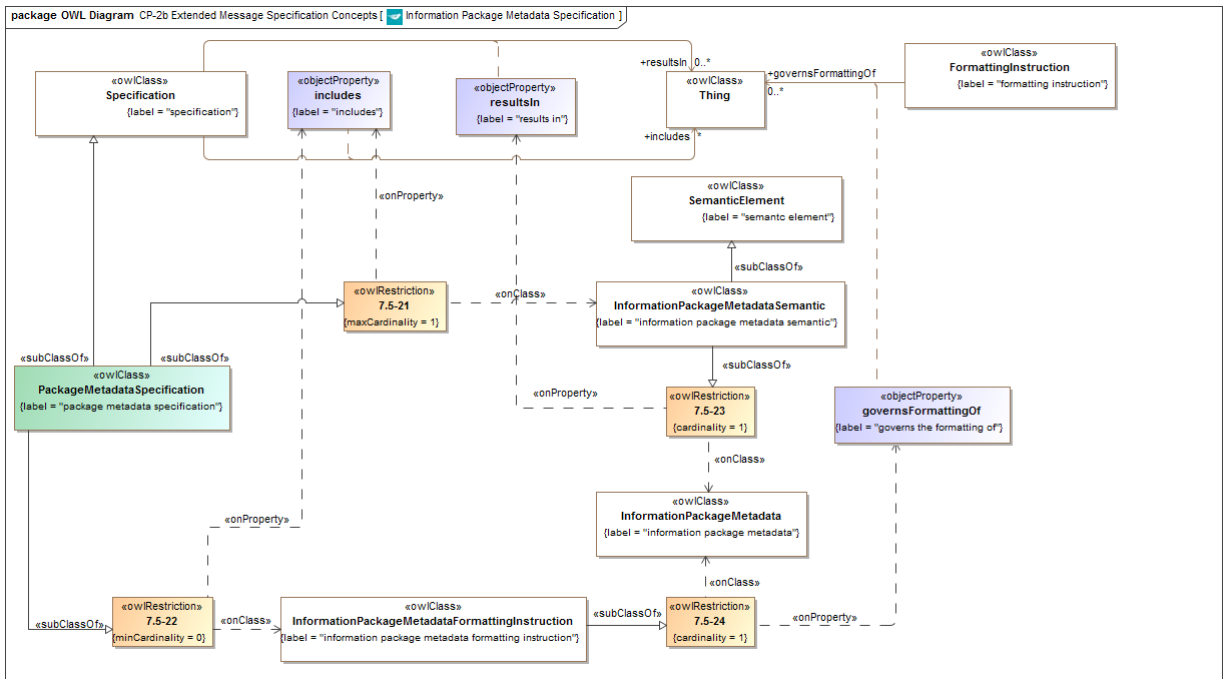 package OWL Diagram CP-2b Extended Message Specification Concepts [ Information Package Metadata Specification ]
+resultsIn 0..*
«owlClass»
Specification
{label = "specification"}
«objectProperty»
includes
{label = "includes"}
«objectProperty»
resultsIn
{label = "results in"}
«owlClass»
Thing
+governsFormattingOf
0..*
«owlClass»
FormattingInstruction
{label = "formatting instruction"}
+includes *
«onProperty»
«owlClass»
SemanticElement
{label = "semantc element"}
«subClassOf»
«owlRestriction»
7.5-21
{maxCardinality = 1}
«onClass»
«owlClass»
InformationPackageMetadataSemantic
{label = "information package metadata semantic"}
«subClassOf»
«subClassOf»
«subClassOf»
«owlClass»
PackageMetadataSpecification
{label = "package metadata specification"}
«onProperty»
«owlRestriction»
7.5-23
{cardinality = 1}
«objectProperty»
governsFormattingOf
{label = "governs the formatting of"}
«onClass»
«owlClass»
InformationPackageMetadata
{label = "information package metadata"}
«onProperty»
«onClass»
«subClassOf»
«owlRestriction»
7.5-22
{minCardinality = 0}
«onClass»
«owlClass»
InformationPackageMetadataFormattingInstruction
{label = "information package metadata formatting instruction"}
«subClassOf»
«owlRestriction»
7.5-24
{cardinality = 1}
«onProperty»